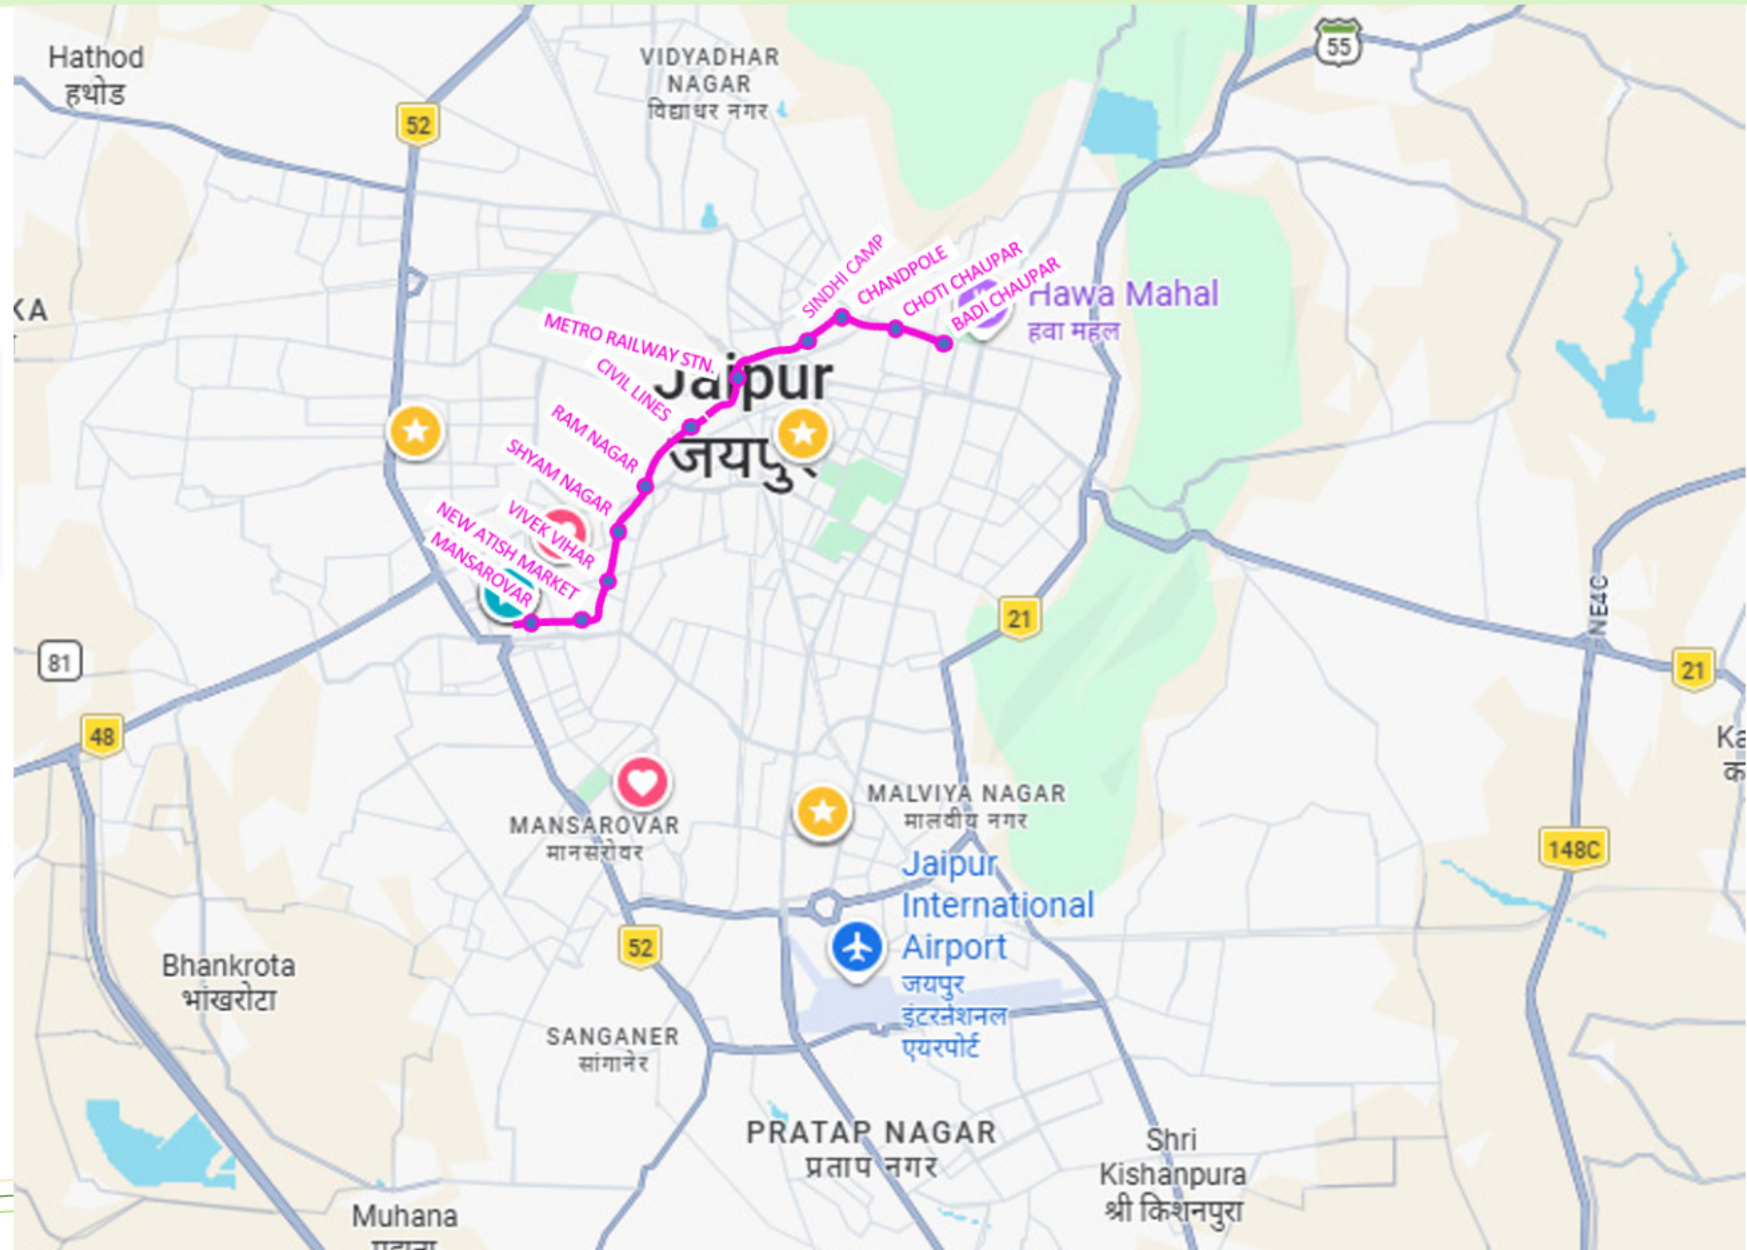 Hathod
हथोड
VIDYADHAR
NAGAR
विद्याधर नगर
55
52
SINDHI CAMP
CHANDPOLE
CHOTI CHAUPAR
BADI CHAUPAR
Hawa Mahal
हवा महल
KA
METRO RAILWAY STN.
CIVIL LINES
Jaipur
जयपुर
RAM NAGAR
SHYAM NAGAR
VIVEK VIHAR
NEW ATISH MARKET
MANSAROVAR
21
NE4C
81
21
48
MALVIYA NAGAR
मालवीय नगर
MANSAROVAR
मानसरोवर
148C
Jaipur
International
Airport
जयपुर
इंटरनेशनल
एयरपोर्ट
52
Bhankrota
भांखरोटा
SANGANER
सांगानेर
PRATAP NAGAR
प्रताप नगर
Shri
Kishanpura
श्री किशनपुरा
Muhana